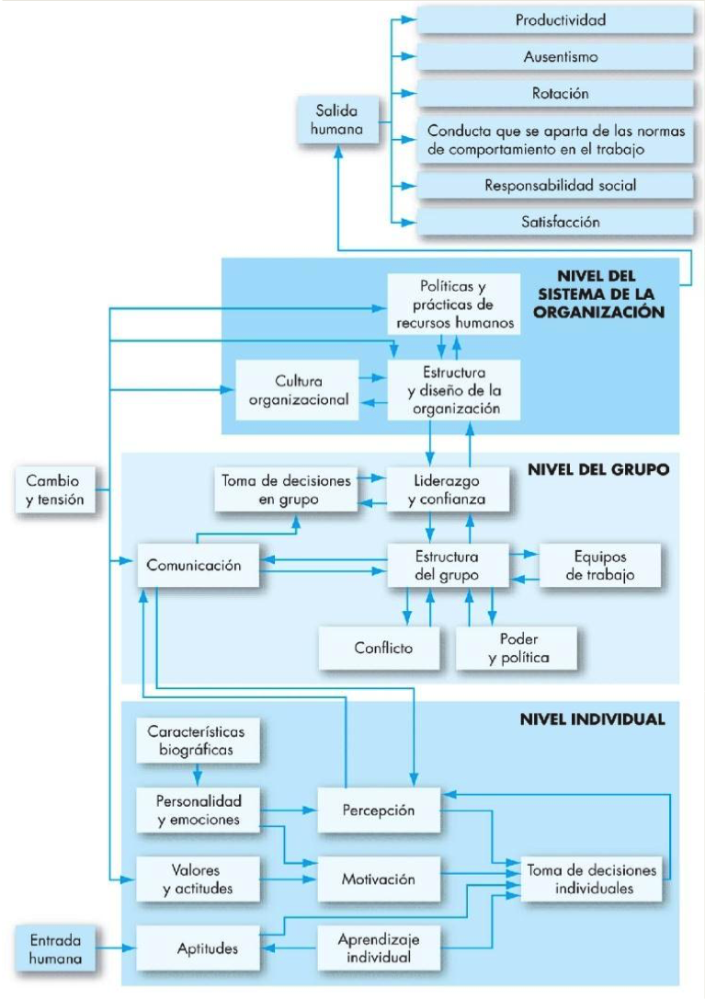 Productividad
Ausentismo
Rotación
Salida
humana
Conducta que se aparta de las normas
de comportamiento en el trabajo
Responsabilidad social
Satisfacción
NIVEL DEL
SISTEMA DE LA
ORGANIZACIÓN
Políticas y
prácticas de
recursos humanos
Cultura
organizacional
Estructura
y diseño de la
organización
Cambio
y tensión
NIVEL DEL GRUPO
Toma de decisiones
en grupo
Liderazgo
y confianza
Comunicación
Estructura
del grupo
Equipos
de trabajo
Conflicto
Poder
y política
NIVEL INDIVIDUAL
Características
biográficas
Personalidad
y emociones
Percepción
Valores
y actitudes
Motivación
Toma de decisiones
individuales
Entrada
humana
Aptitudes
Aprendizaje
individual